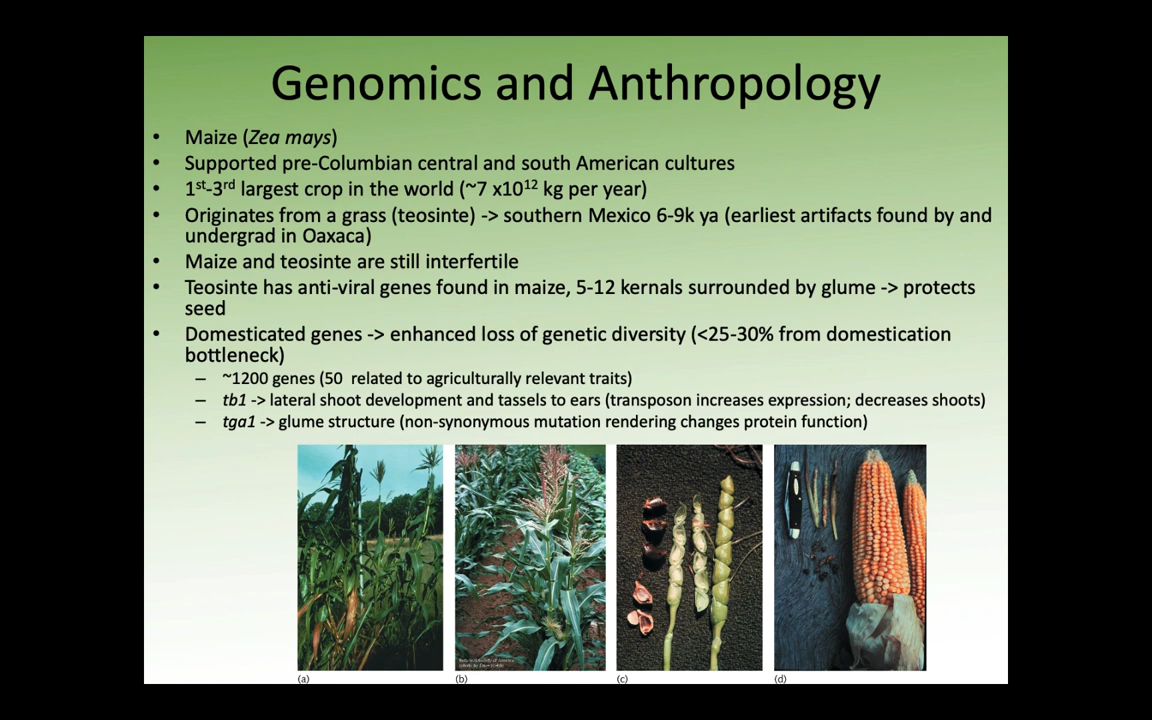 Genomics and Anthropology
• Maize (Zea mays)
• Supported pre-Columbian central and south American cultures
• 1st-3rd largest crop in the world (~7 x10¹² kg per year)
• Originates from a grass (teosinte) -> southern Mexico 6-9k ya (earliest artifacts found by and
undergrad in Oaxaca)
• Maize and teosinte are still interfertile
• Teosinte has anti-viral genes found in maize, 5-12 kernals surrounded by glume -> protects
seed
• Domesticated genes -> enhanced loss of genetic diversity (<25-30% from domestication
bottleneck)
– ~1200 genes (50 related to agriculturally relevant traits)
– tb1 -> lateral shoot development and tassels to ears (transposon increases expression; decreases shoots)
– tga1 -> glume structure (non-synonymous mutation rendering changes protein function)
(a) (b) (c) (d)